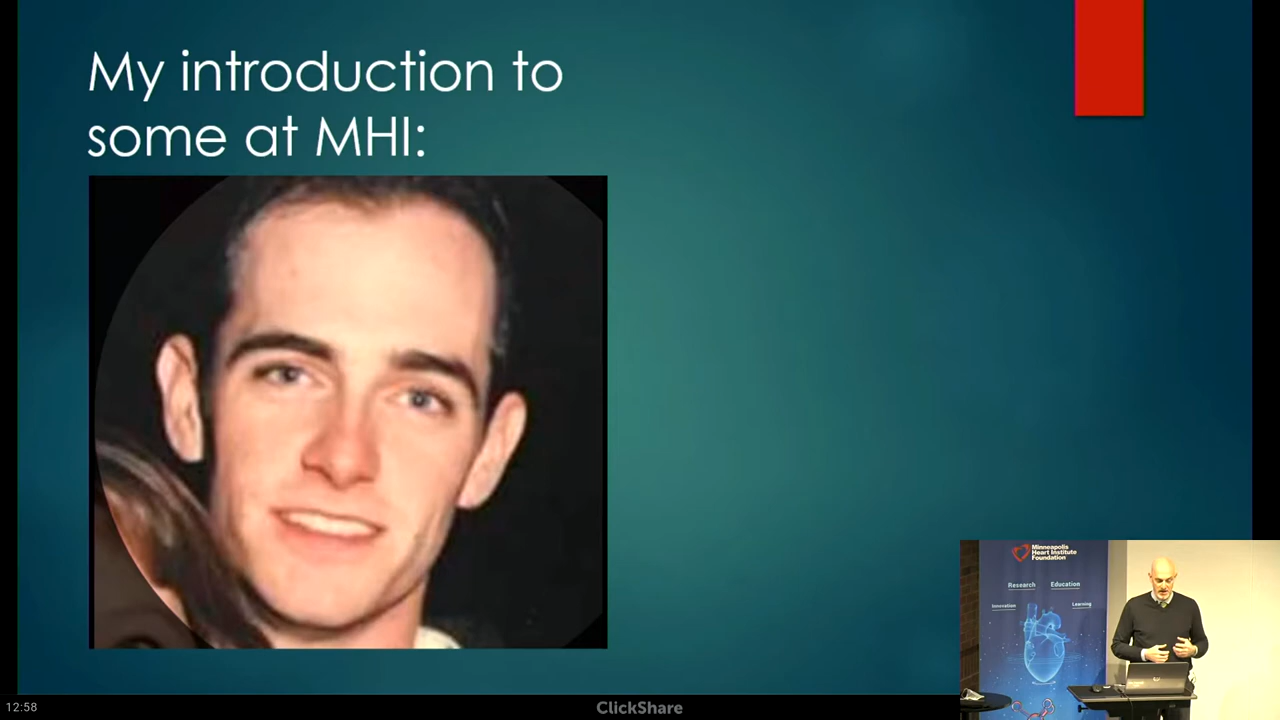 My introduction to
some at MHI:
Minneapolis
Heart Institute
Foundation
Research Education
Innovation Learning
12:58
ClickShare